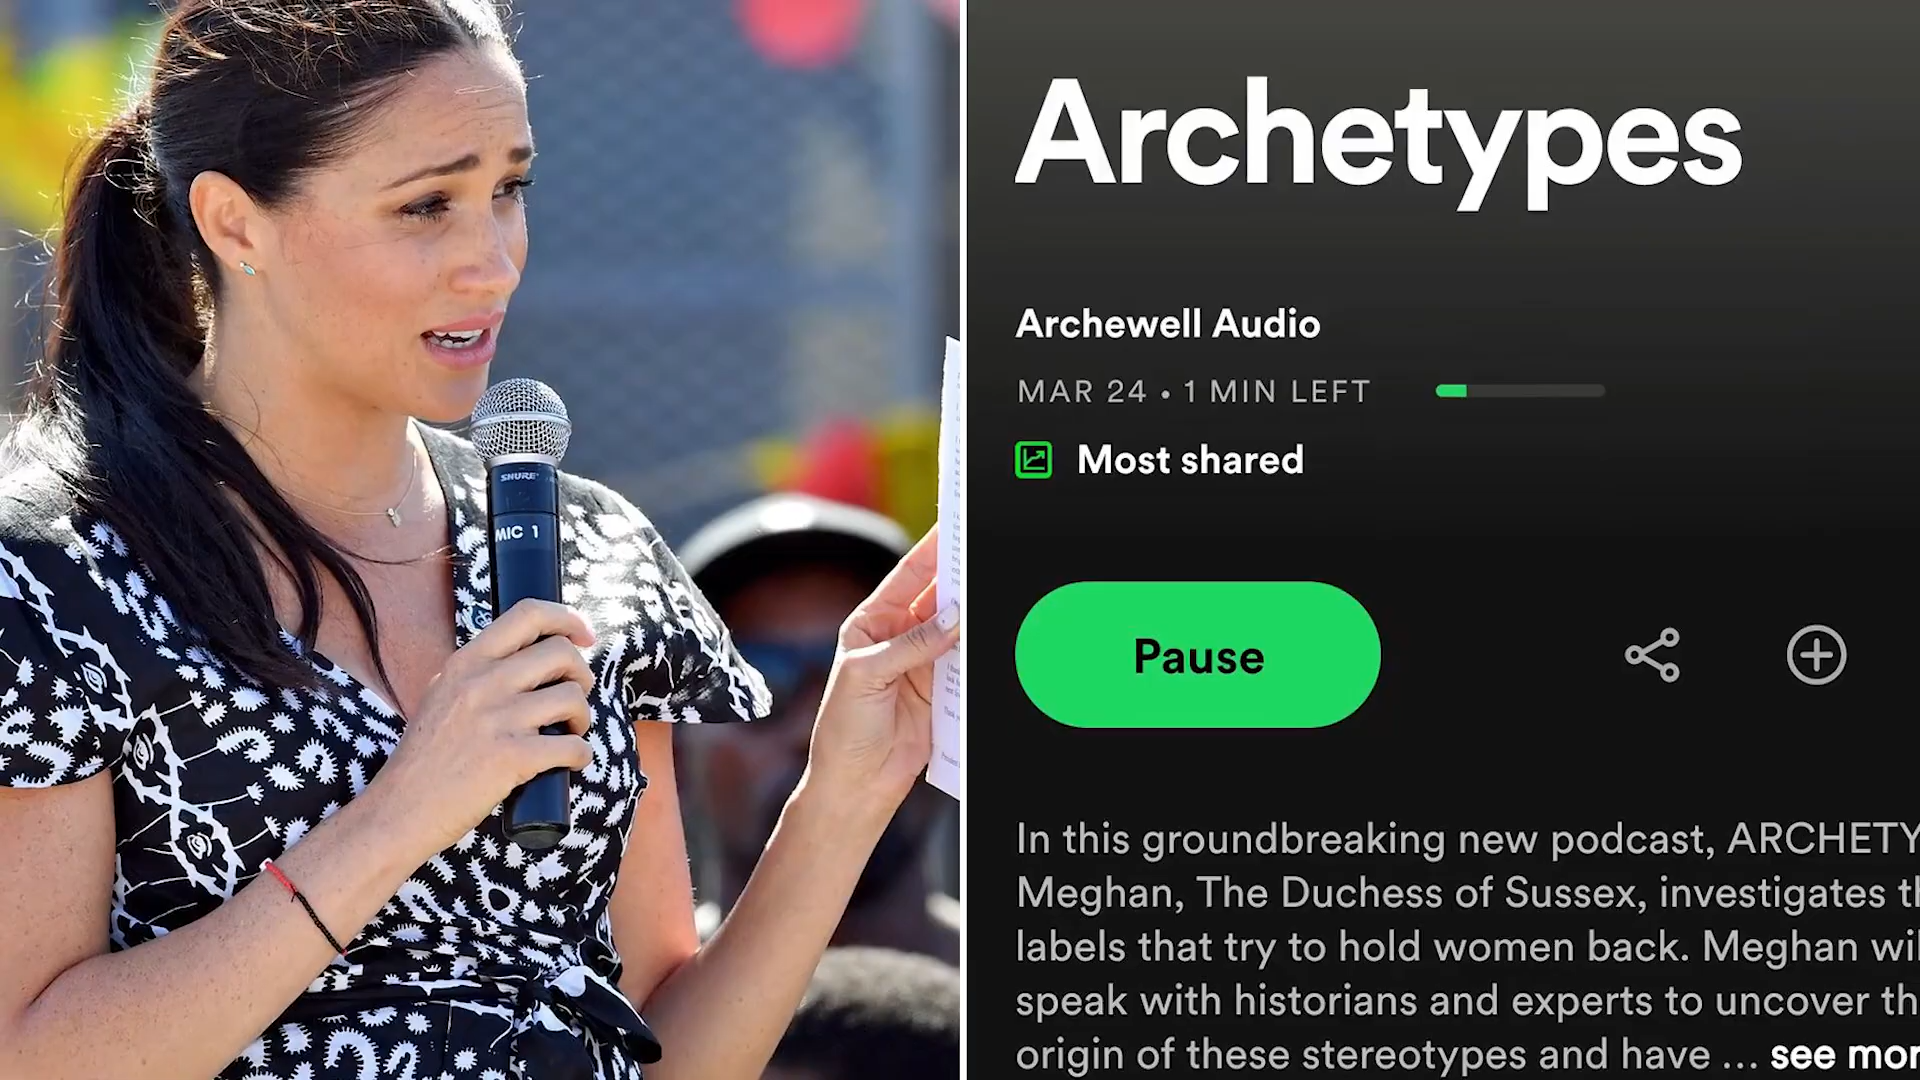 SHURE
MIC 1
Archetypes
Archewell Audio
MAR 24 • 1 MIN LEFT
Most shared
Pause
In this groundbreaking new podcast, ARCHETY
Meghan, The Duchess of Sussex, investigates th
labels that try to hold women back. Meghan wil
speak with historians and experts to uncover th
origin of these stereotypes and have ... see mor